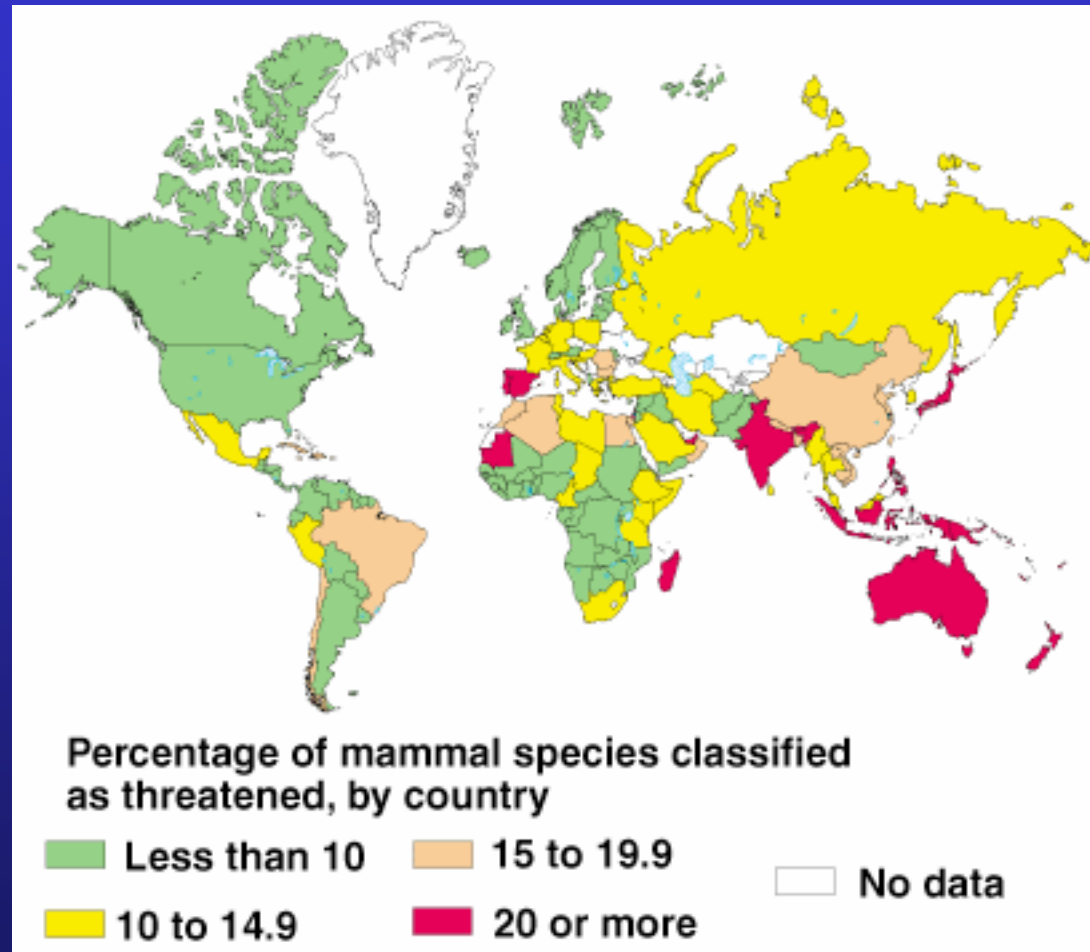 Percentage of mammal species classified
as threatened, by country
Less than 10
15 to 19.9
No data
10 to 14.9
20 or more